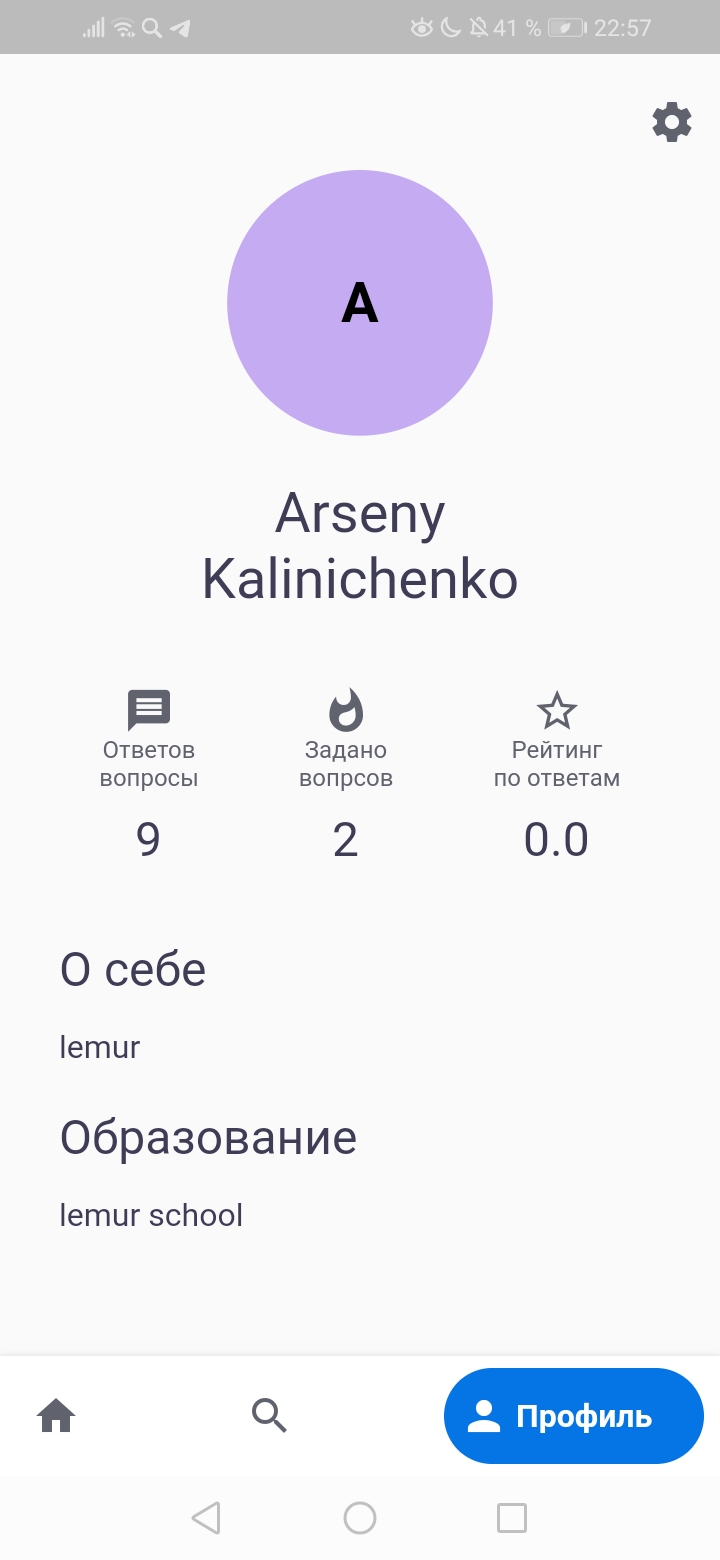 41 % 22:57
A
Arseny
Kalinichenko
Ответов
вопросы
9
Задано
вопрсов
2
Рейтинг
по ответам
0.0
О себе
lemur
Образование
lemur school
Профиль